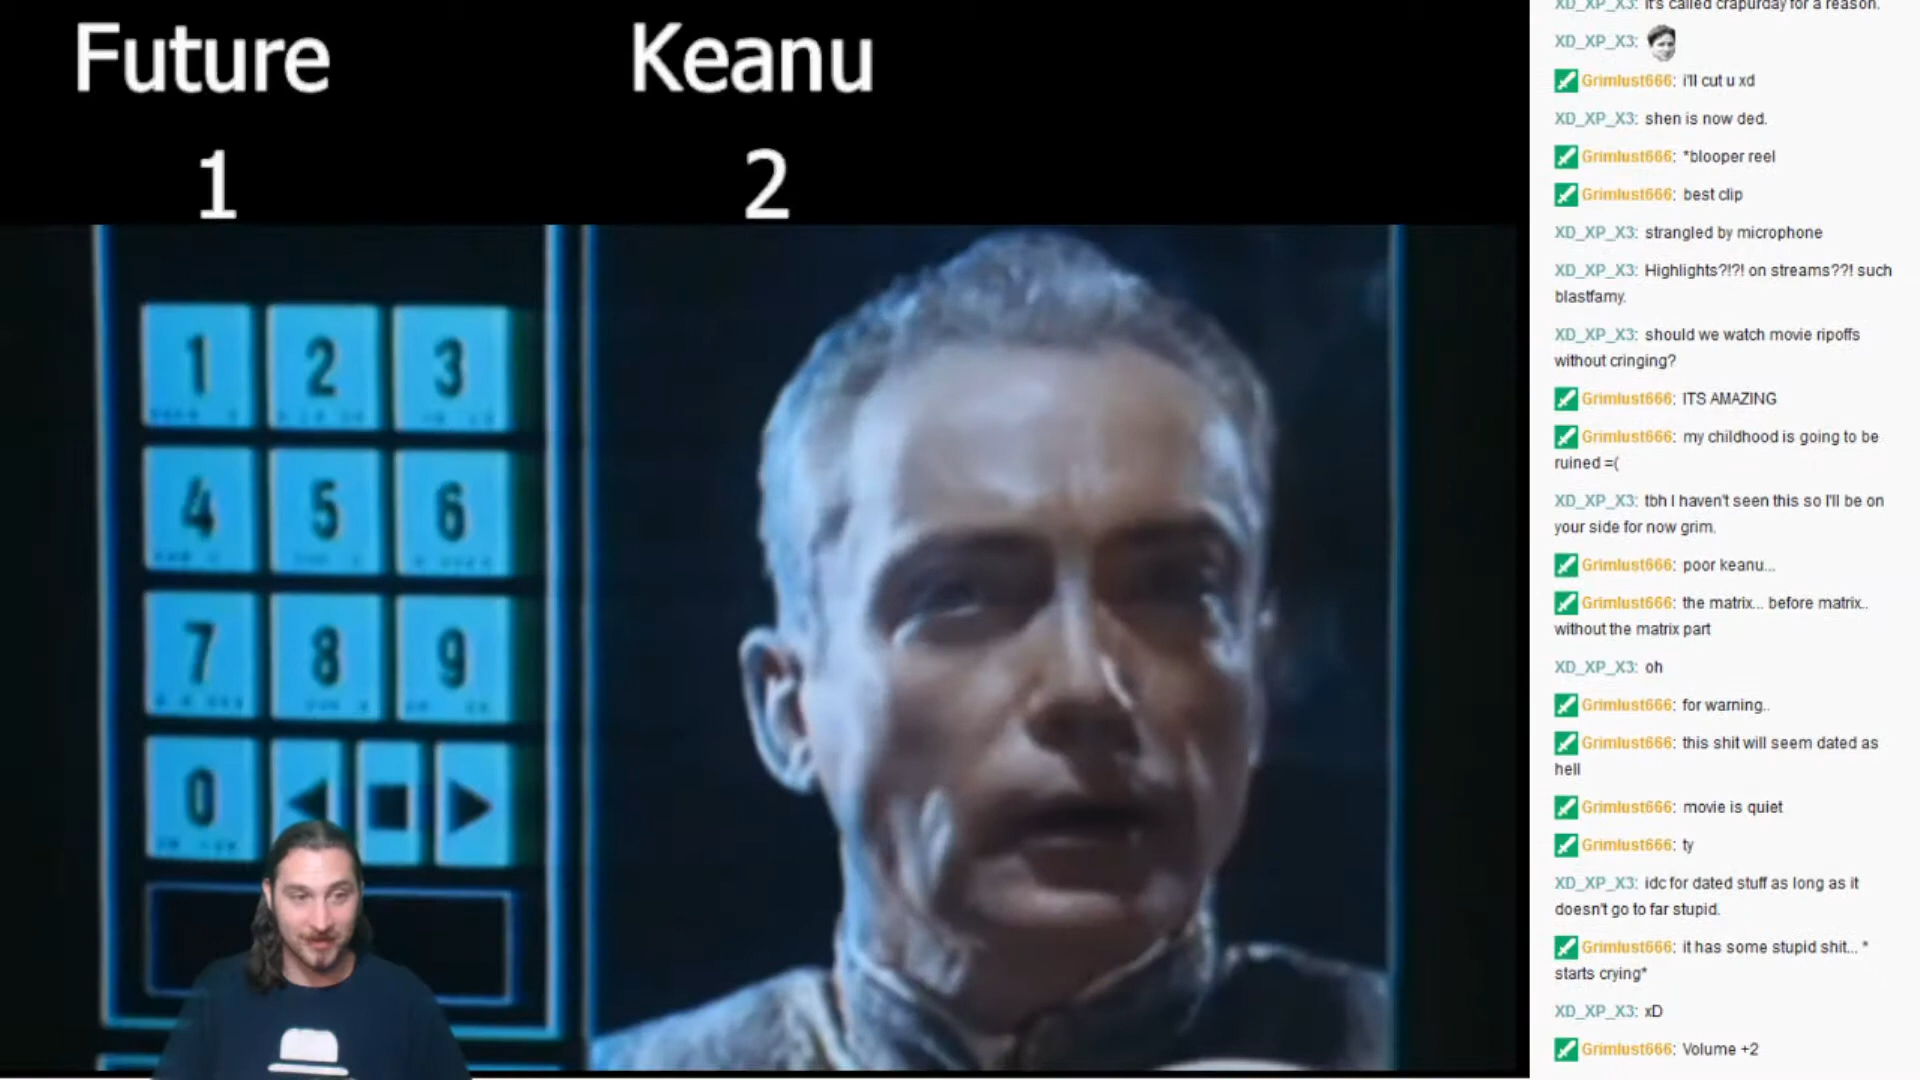 Future
Keanu
1
2
1
2
3
4
5
6
7
8
9
0
XD_XP_X3: it's called crapurday for a reason.
XD_XP_X3:
Grimlust666: i'll cut u xd
XD_XP_X3: shen is now ded.
Grimlust666: *blooper reel
Grimlust666: best clip
XD_XP_X3: strangled by microphone
XD_XP_X3: Highlights?!?! on streams??! such
blastfamy.
XD_XP_X3: should we watch movie ripoffs
without cringing?
Grimlust666: ITS AMAZING
Grimlust666: my childhood is going to be
ruined =(
XD_XP_X3: tbh I haven't seen this so I'll be on
your side for now grim.
Grimlust666: poor keanu...
Grimlust666: the matrix... before matrix..
without the matrix part
XD_XP_X3: oh
Grimlust666: for warning..
Grimlust666: this shit will seem dated as
hell
Grimlust666: movie is quiet
Grimlust666: ty
XD_XP_X3: idc for dated stuff as long as it
doesn't go to far stupid.
Grimlust666: it has some stupid shit... *
starts crying*
XD_XP_X3: xD
Grimlust666: Volume +2